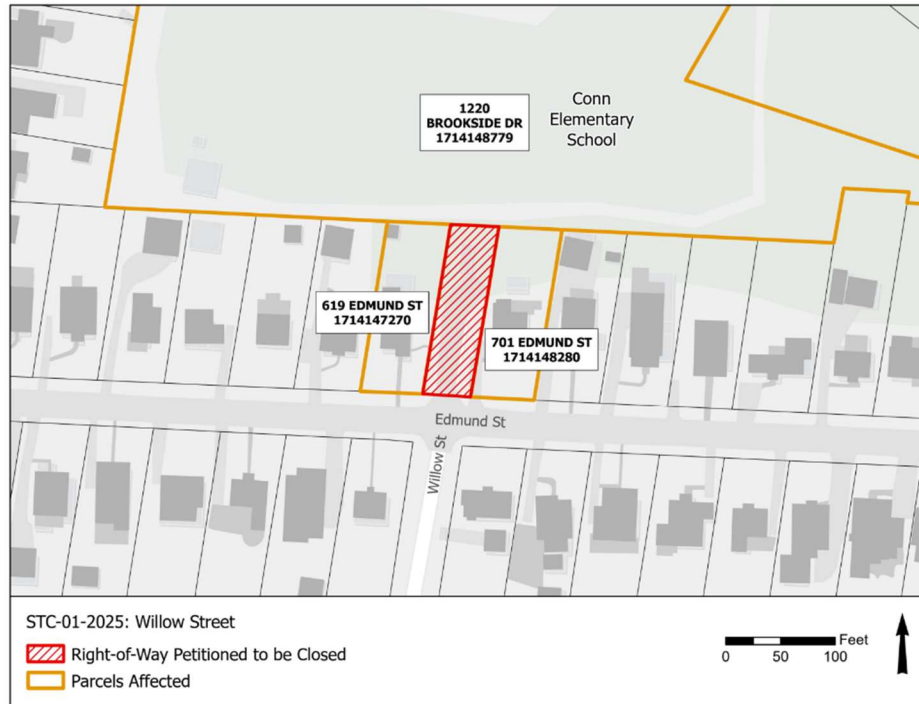 1220
BROOKSIDE DR
1714148779
Conn
Elementary
School
619 EDMUND ST
1714147270
701 EDMUND ST
1714148280
Edmund St
Willow St
STC-01-2025: Willow Street
Right-of-Way Petitioned to be Closed
Parcels Affected
Feet
0 50 100